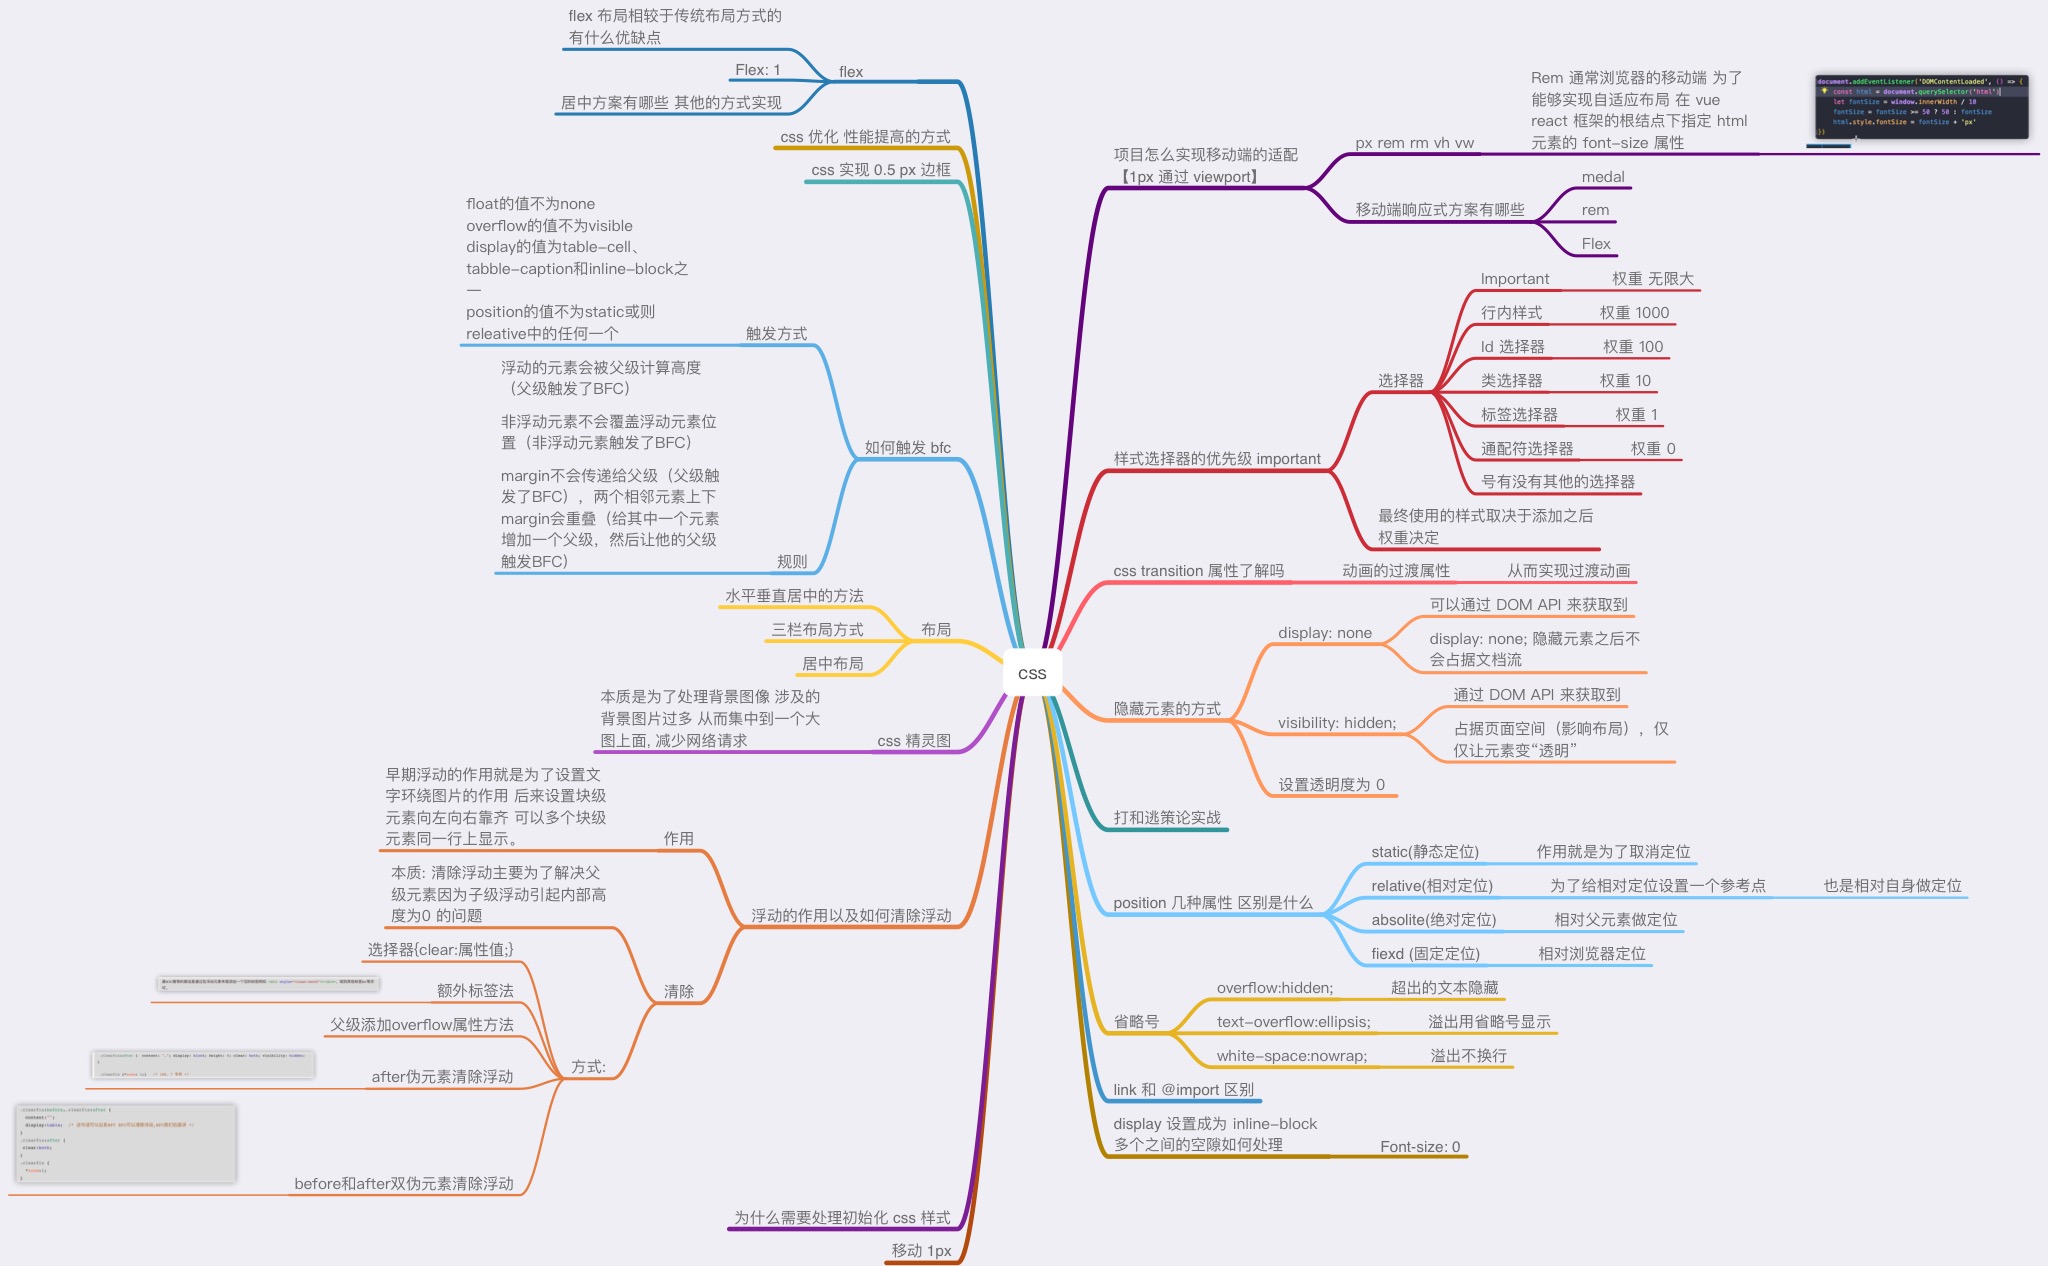 flex 布局相较于传统布局方式的
有什么优缺点
Flex: 1
居中方案有哪些 其他的方式实现
flex
css 优化 性能提高的方式
css 实现 0.5 px 边框
float的值不为none
overflow的值不为visible
display的值为table-cell、
tabble-caption和inline-block之
一
position的值不为static或则
releative中的任何一个
触发方式
浮动的元素会被父级计算高度
（父级触发了BFC）
非浮动元素不会覆盖浮动元素位
置（非浮动元素触发了BFC）
margin不会传递给父级（父级触
发了BFC），两个相邻元素上下
margin会重叠（给其中一个元素
增加一个父级，然后让他的父级
触发BFC）
规则
如何触发 bfc
水平垂直居中的方法
三栏布局方式
居中布局
布局
本质是为了处理背景图像 涉及的
背景图片过多 从而集中到一个大
图上面, 减少网络请求
css 精灵图
早期浮动的作用就是为了设置文
字环绕图片的作用 后来设置块级
元素向左向右靠齐 可以多个块级
元素同一行上显示。
作用
本质: 清除浮动主要为了解决父
级元素因为子级浮动引起内部高
度为0 的问题
浮动的作用以及如何清除浮动
选择器{clear:属性值;}
额外标签法
父级添加overflow属性方法
after伪元素清除浮动
.clearfix:before,.clearfix:after {
content:"";
display:table;
}
.clearfix:after {
clear:both;
}
.clearfix {
*zoom:1;
}
before和after双伪元素清除浮动
方式:
清除
为什么需要处理初始化 css 样式
移动 1px
css
项目怎么实现移动端的适配
【1px 通过 viewport】
px rem rm vh vw
Rem 通常浏览器的移动端 为了
能够实现自适应布局 在 vue
react 框架的根结点下指定 html
元素的 font-size 属性
document.addEventListener('DOMContentLoaded', () => {
const html = document.querySelector('html')
let fontSize = window.innerWidth / 10
fontSize = fontSize >= 50 ? 50 : fontSize
html.style.fontSize = fontSize + 'px'
})
移动端响应式方案有哪些
medal
rem
Flex
样式选择器的优先级 important
选择器
Important 权重 无限大
行内样式 权重 1000
Id 选择器 权重 100
类选择器 权重 10
标签选择器 权重 1
通配符选择器 权重 0
号有没有其他的选择器
最终使用的样式取决于添加之后
权重决定
css transition 属性了解吗 动画的过渡属性 从而实现过渡动画
隐藏元素的方式
display: none
可以通过 DOM API 来获取到
display: none; 隐藏元素之后不
会占据文档流
visibility: hidden;
通过 DOM API 来获取到
占据页面空间（影响布局），仅
仅让元素变“透明”
设置透明度为 0
打和逃策论实战
position 几种属性 区别是什么
static(静态定位) 作用就是为了取消定位
relative(相对定位) 为了给相对定位设置一个参考点 也是相对自身做定位
absolite(绝对定位) 相对父元素做定位
fiexd (固定定位) 相对浏览器定位
省略号
overflow:hidden; 超出的文本隐藏
text-overflow:ellipsis; 溢出用省略号显示
white-space:nowrap; 溢出不换行
link 和 @import 区别
display 设置成为 inline-block
多个之间的空隙如何处理
Font-size: 0